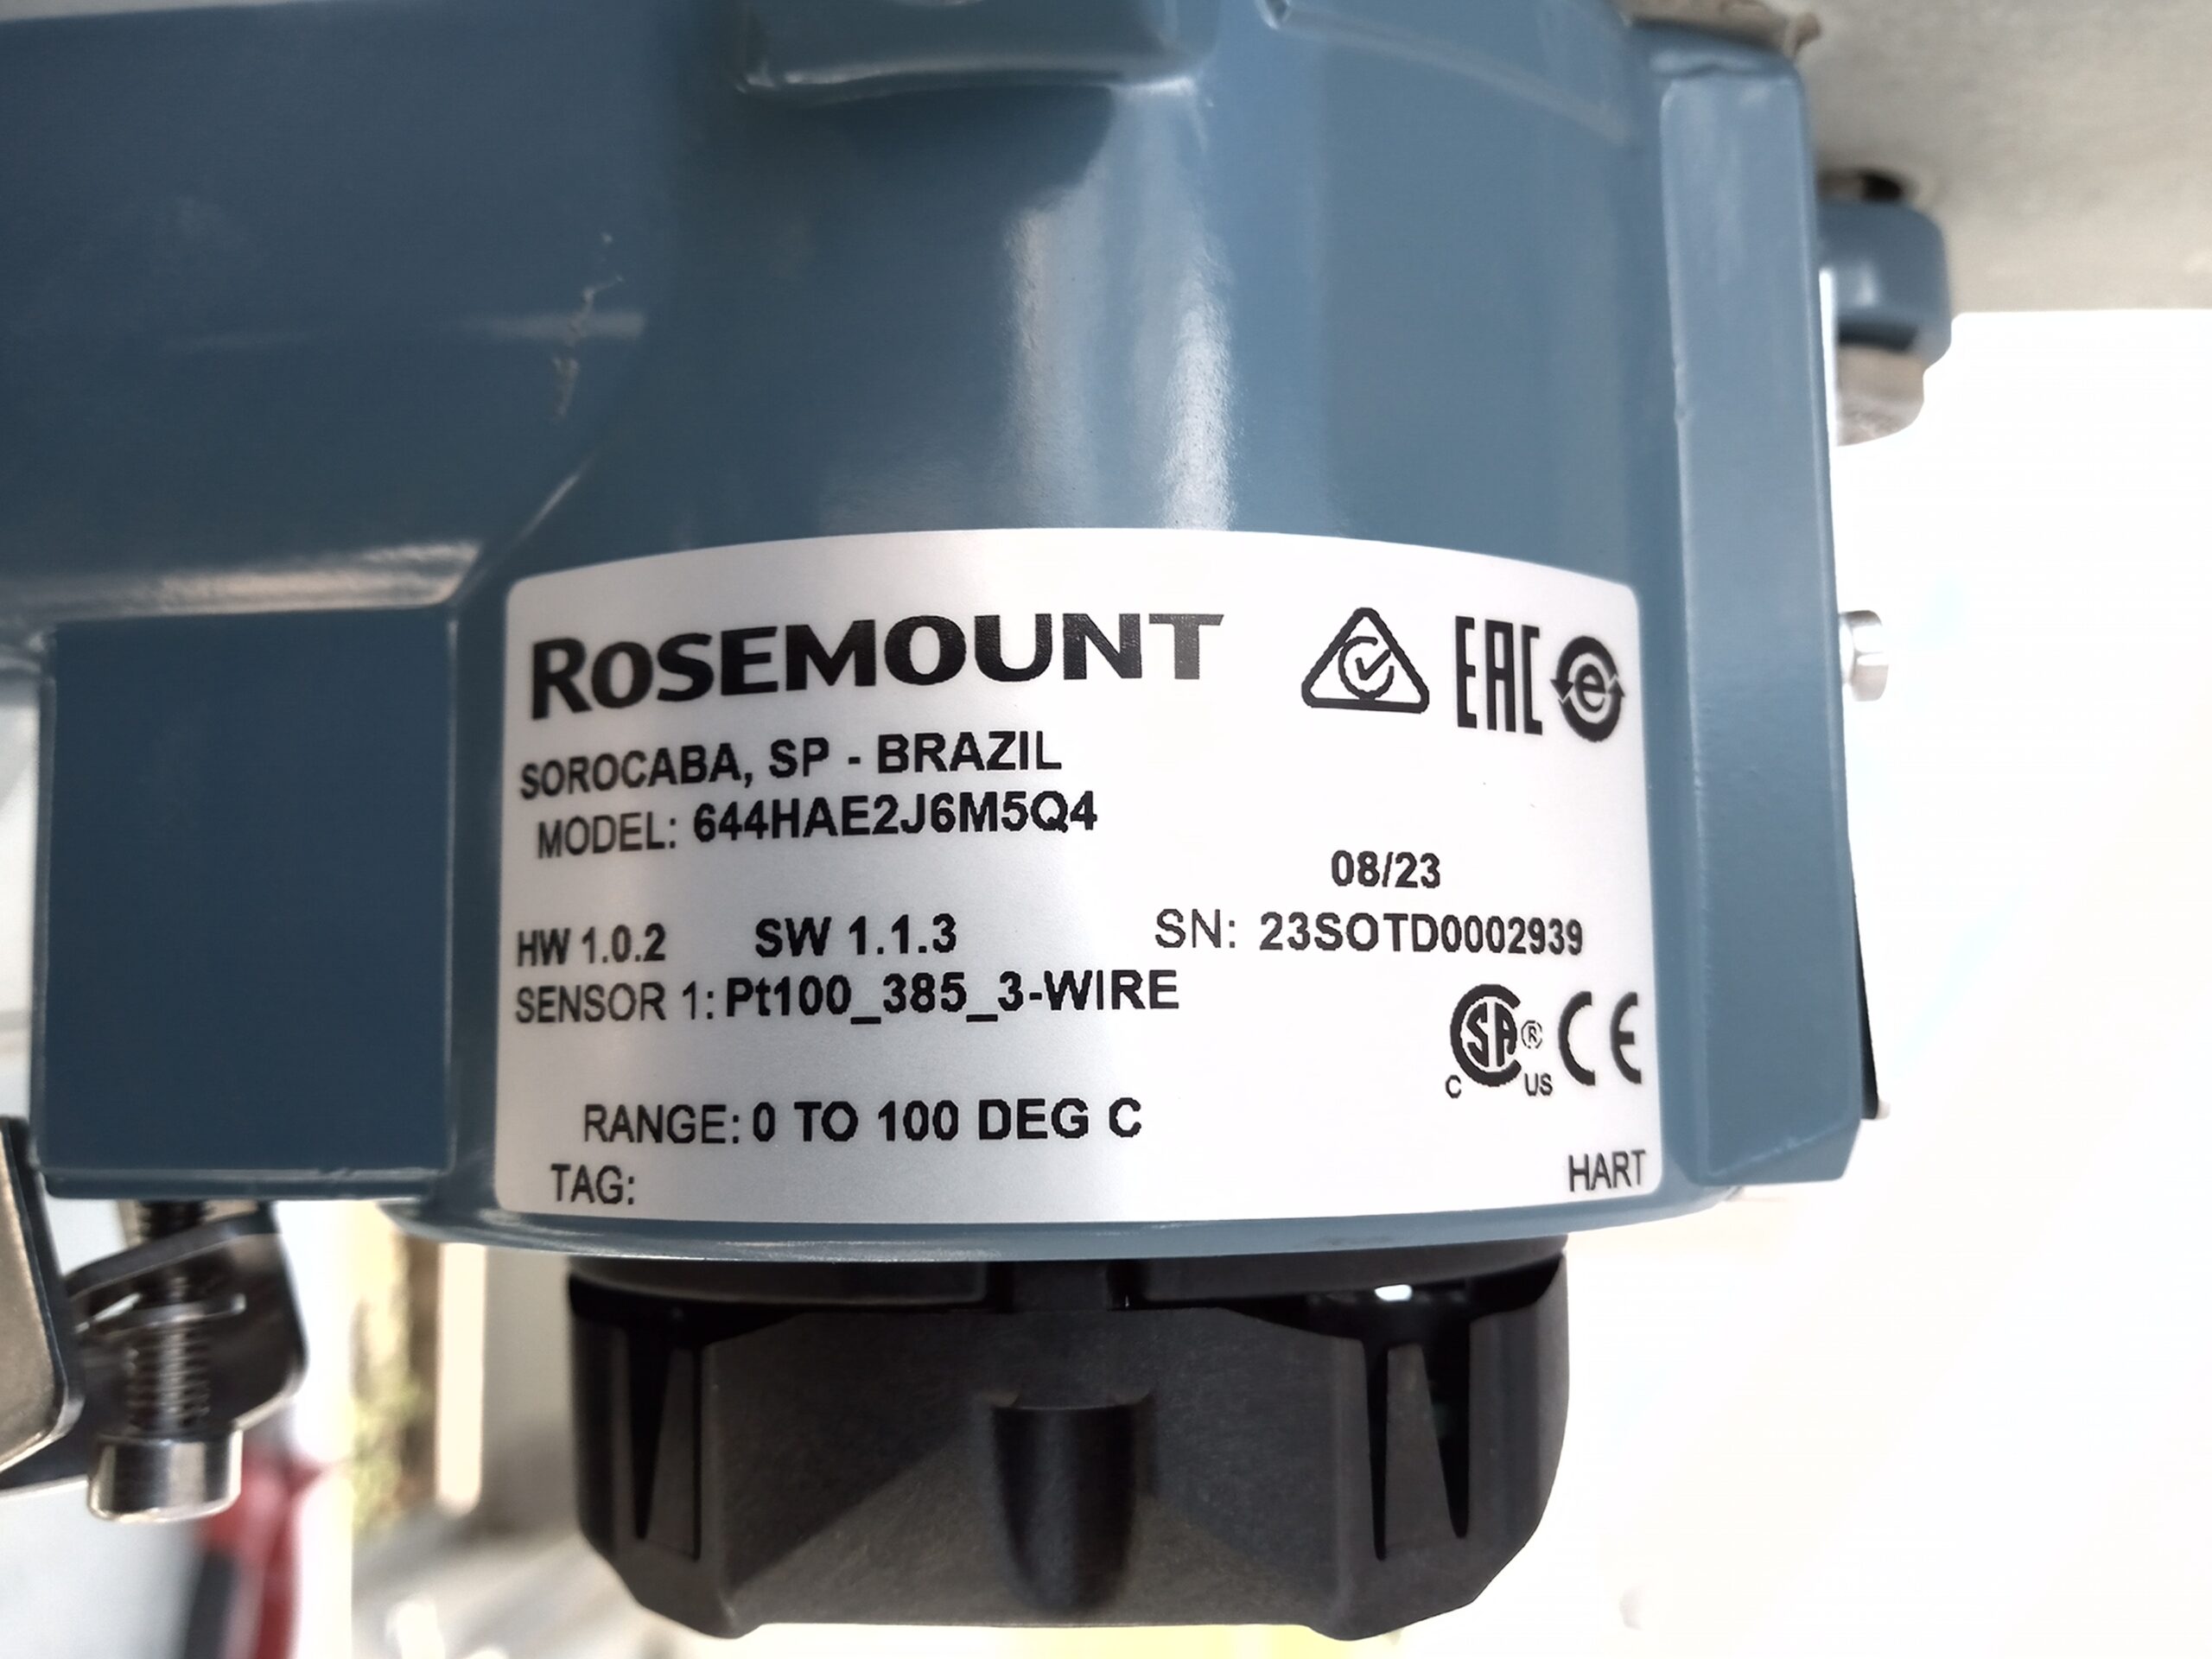 ROSEMOUNT
EAC e
SOROCABA, SP - BRAZIL
MODEL: 644HAE2J6M5Q4
08/23
HW 1.0.2 SW 1.1.3 SN: 23SOTD0002939
SENSOR 1: Pt100_385_3-WIRE
C SA ® US CE
RANGE: 0 TO 100 DEG C
TAG: HART